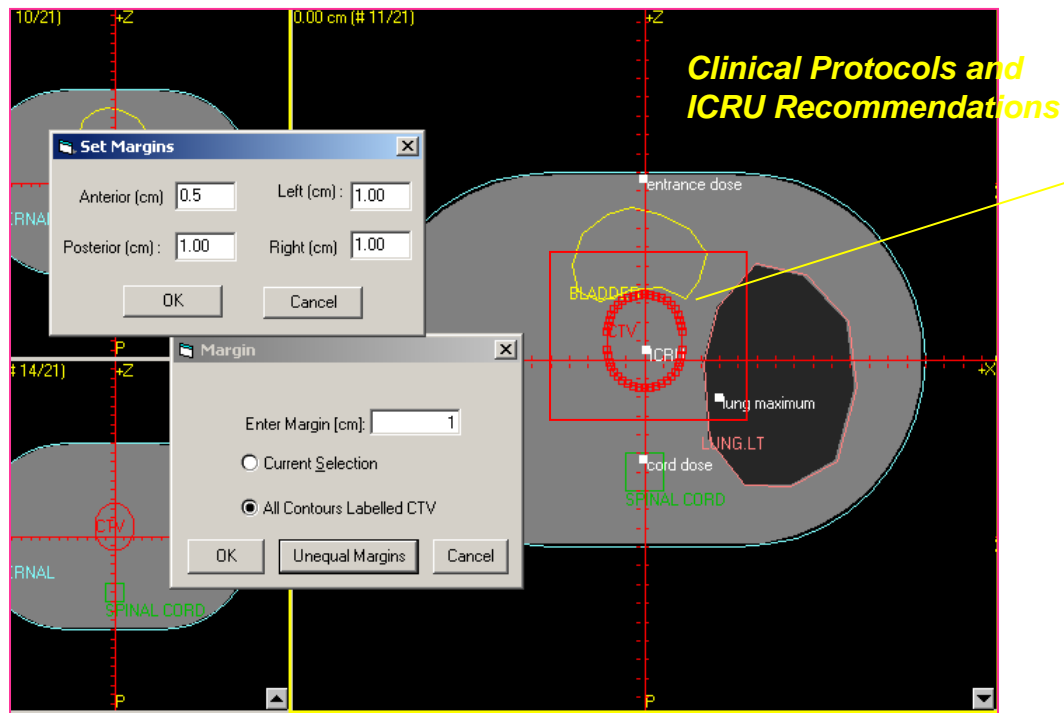 10/21)
+Z
0.00 cm (# 11/21)
+Z
Clinical Protocols and
ICRU Recommendations
Set Margins
Anterior (cm) 0.5
Left (cm) : 1.00
Posterior (cm) : 1.00
Right (cm) 1.00
OK
Cancel
RNAL
entrance dose
BLADDER
CTV
ICRU
+X
lung maximum
LUNG.LT
cord dose
SPINAL CORD
P
# 14/21)
+Z
Margin
Enter Margin [cm]: 1
Current Selection
All Contours Labelled CTV
OK
Unequal Margins
Cancel
CTV
RNAL
SPINAL CORD
P
P